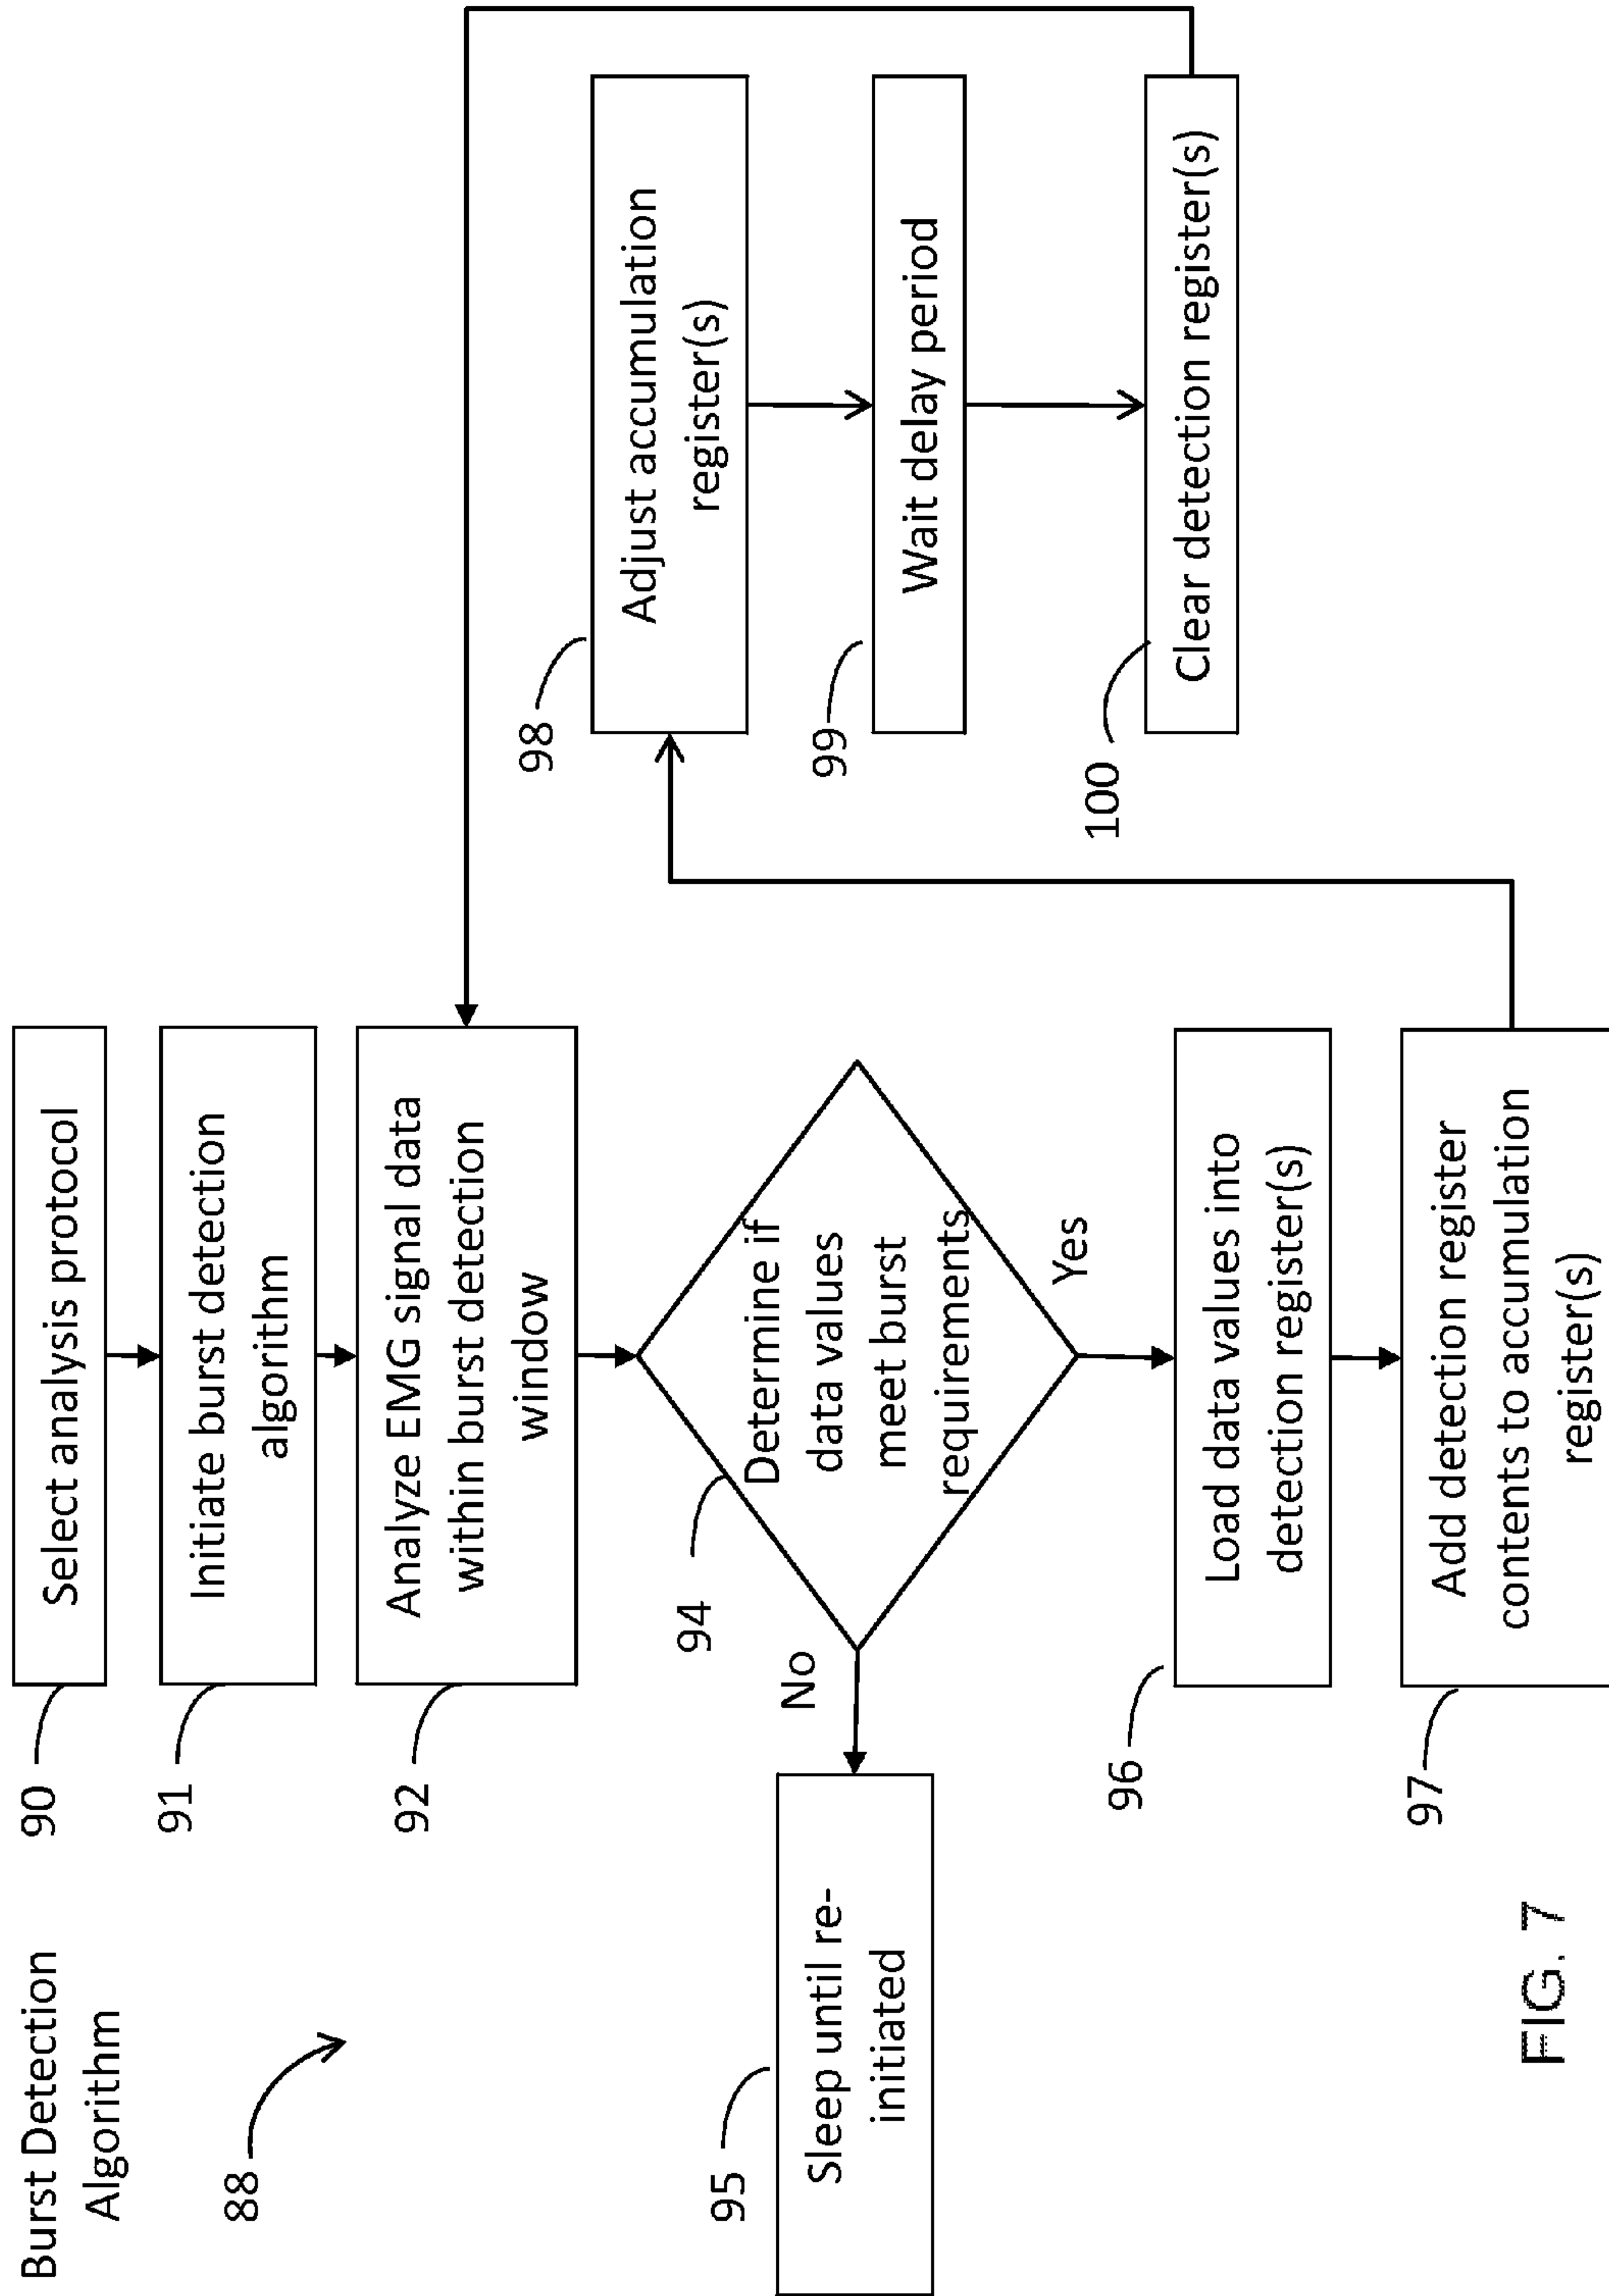 Burst Detection
Algorithm
88
90
Select analysis protocol
91
Initiate burst detection
algorithm
92
Analyze EMG signal data
within burst detection
window
94
Determine if
data values
meet burst
requirements
No
Yes
95
Sleep until re-
initiated
96
Load data values into
detection register(s)
97
Add detection register
contents to accumulation
register(s)
98
Adjust accumulation
register(s)
99
Wait delay period
100
Clear detection register(s)
FIG. 7